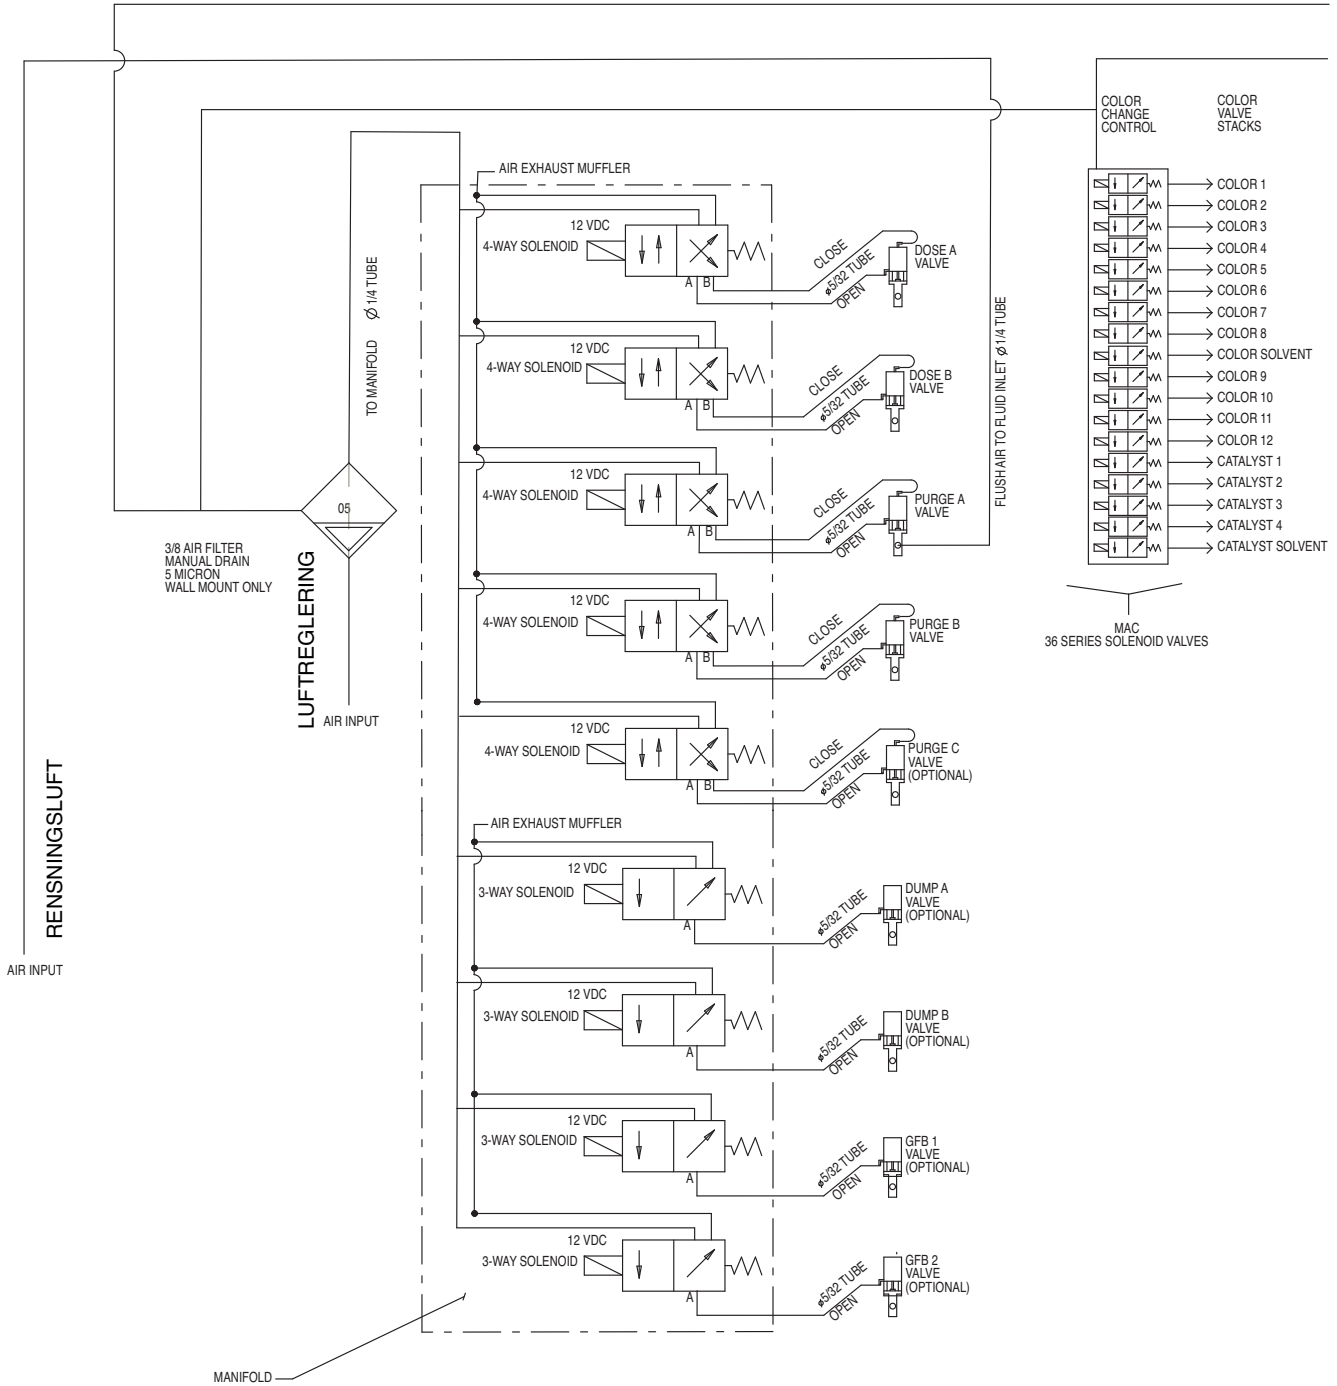 COLOR
CHANGE
CONTROL
COLOR
VALVE
STACKS
AIR EXHAUST MUFFLER
TO MANIFOLD Ø 1/4 TUBE
12 VDC
4-WAY SOLENOID
A B
CLOSE
ø5/32 TUBE
OPEN
DOSE A
VALVE
12 VDC
4-WAY SOLENOID
A B
CLOSE
ø5/32 TUBE
OPEN
DOSE B
VALVE
12 VDC
4-WAY SOLENOID
A B
CLOSE
ø5/32 TUBE
OPEN
PURGE A
VALVE
FLUSH AIR TO FLUID INLET Ø 1/4 TUBE
12 VDC
4-WAY SOLENOID
A B
CLOSE
ø5/32 TUBE
OPEN
PURGE B
VALVE
12 VDC
4-WAY SOLENOID
A B
CLOSE
ø5/32 TUBE
OPEN
PURGE C
VALVE
(OPTIONAL)
AIR EXHAUST MUFFLER
12 VDC
3-WAY SOLENOID
A
ø5/32 TUBE
OPEN
DUMP A
VALVE
(OPTIONAL)
12 VDC
3-WAY SOLENOID
A
ø5/32 TUBE
OPEN
DUMP B
VALVE
(OPTIONAL)
12 VDC
3-WAY SOLENOID
A
ø5/32 TUBE
OPEN
GFB 1
VALVE
(OPTIONAL)
12 VDC
3-WAY SOLENOID
A
ø5/32 TUBE
OPEN
GFB 2
VALVE
(OPTIONAL)
MANIFOLD
05
3/8 AIR FILTER
MANUAL DRAIN
5 MICRON
WALL MOUNT ONLY
LUFTREGLERING
AIR INPUT
RENSNINGSLUFT
AIR INPUT
COLOR 1
COLOR 2
COLOR 3
COLOR 4
COLOR 5
COLOR 6
COLOR 7
COLOR 8
COLOR SOLVENT
COLOR 9
COLOR 10
COLOR 11
COLOR 12
CATALYST 1
CATALYST 2
CATALYST 3
CATALYST 4
CATALYST SOLVENT
MAC
36 SERIES SOLENOID VALVES